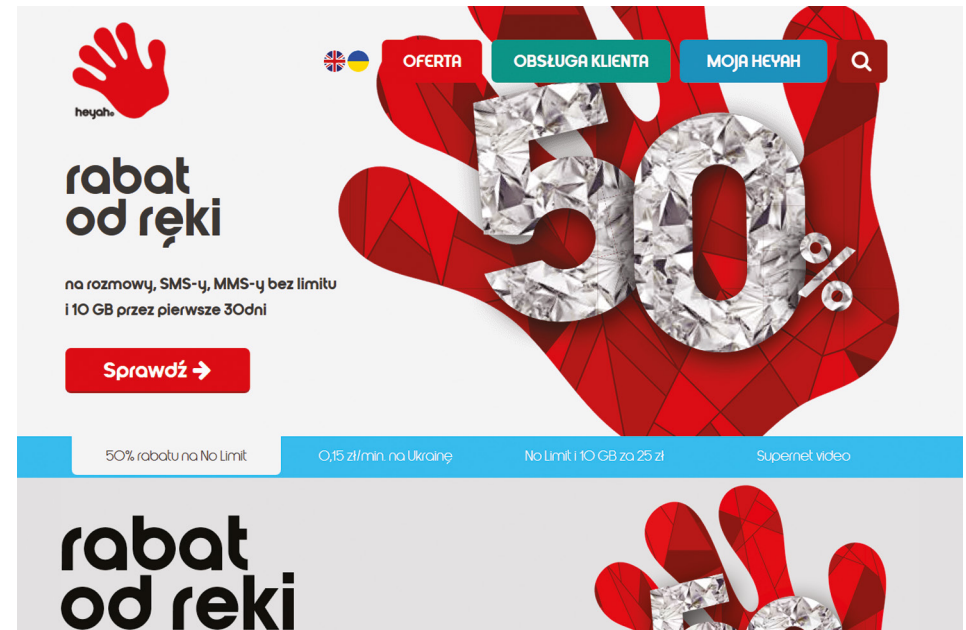 heyah®
OFERTA
OBSŁUGA KLIENTA
MOJA HEYAH
50%
rabat
od ręki
na rozmowy, SMS-y, MMS-y bez limitu
i 10 GB przez pierwsze 30dni
Sprawdź
50% rabatu na No Limit
0,15 zł/min. na Ukrainę
No Limit i 10 GB za 25 zł
Supernet video
rabat
od reki
50